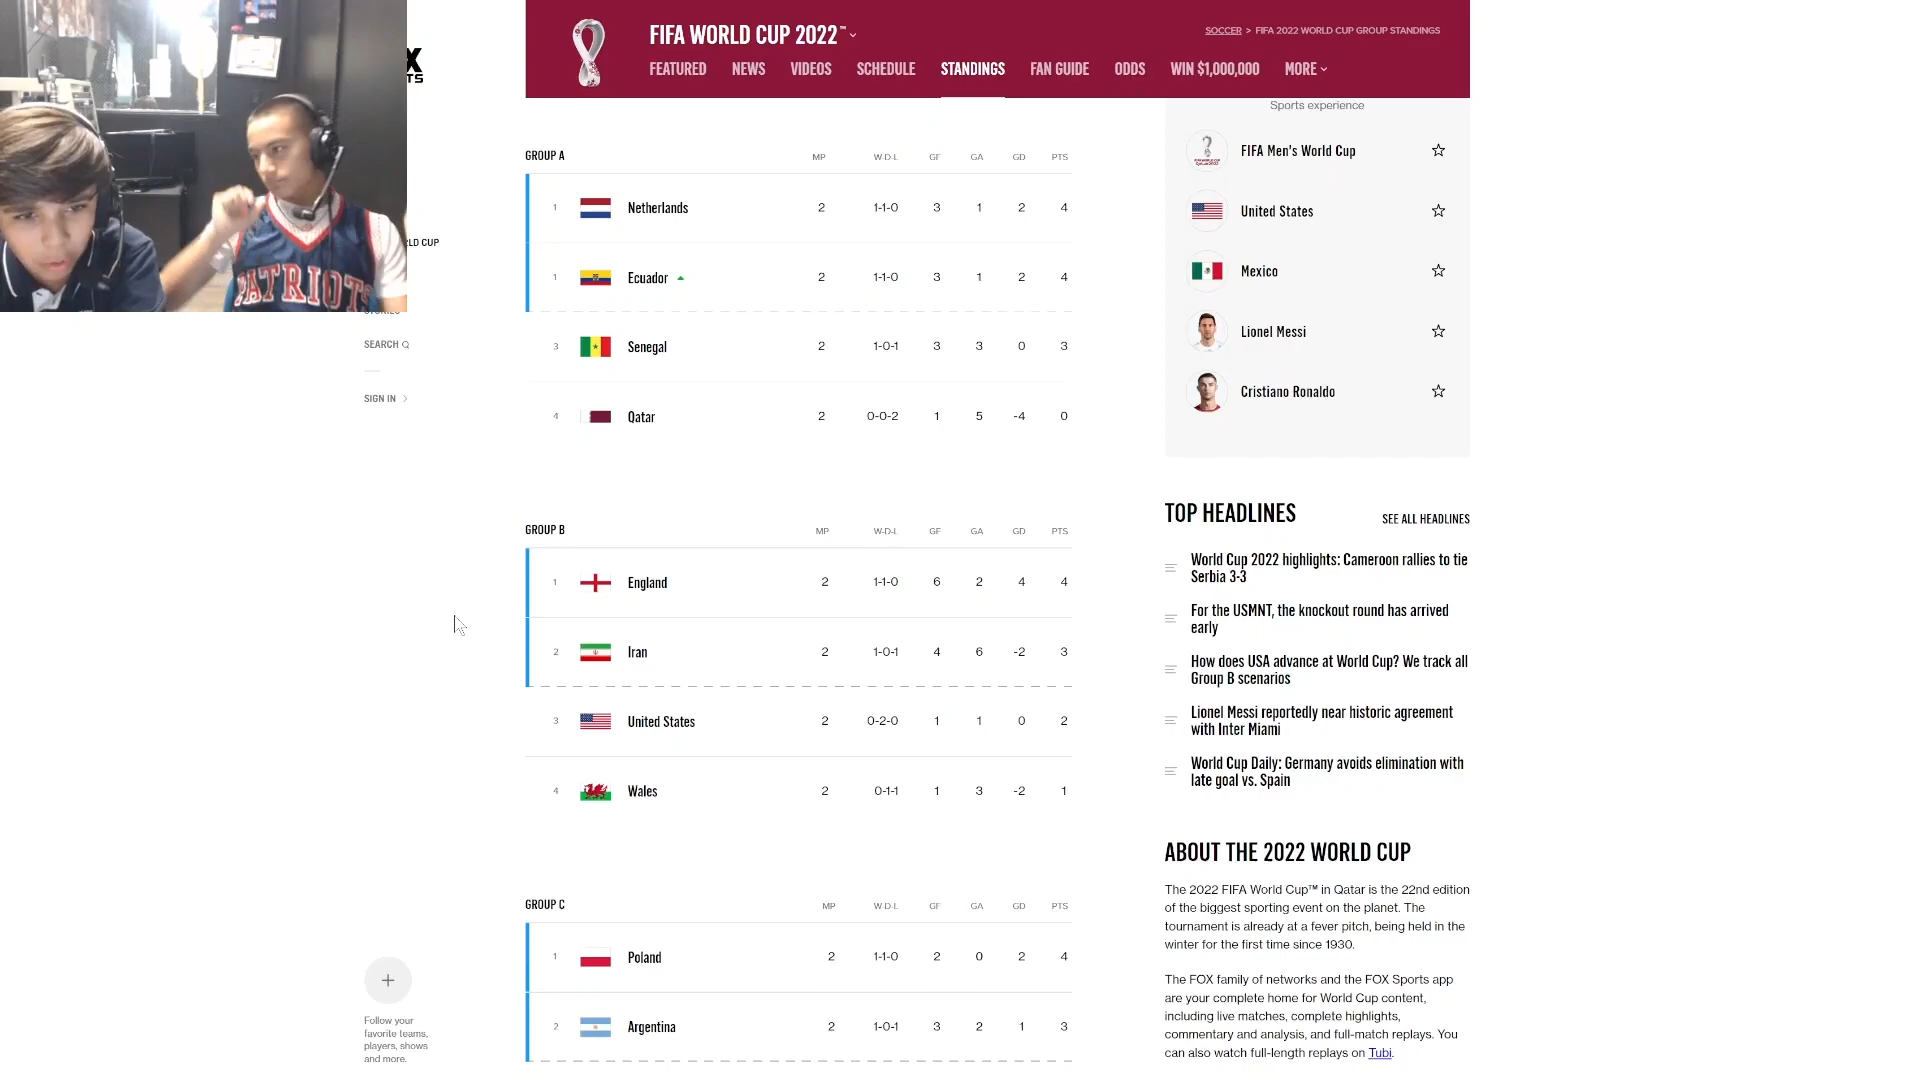 FIFA WORLD CUP 2022™
SOCCER > FIFA 2022 WORLD CUP GROUP STANDINGS
FEATURED NEWS VIDEOS SCHEDULE STANDINGS FAN GUIDE ODDS WIN $1,000,000 MORE
X
TS
RLD CUP
STORIES
SEARCH
SIGN IN >
PATRIOTS
Follow your
favorite teams,
players, shows
and more.
GROUP A MP W-D-L GF GA GD PTS
1 Netherlands 2 1-1-0 3 1 2 4
1 Ecuador 2 1-1-0 3 1 2 4
3 Senegal 2 1-0-1 3 3 0 3
4 Qatar 2 0-0-2 1 5 -4 0
GROUP B MP W-D-L GF GA GD PTS
1 England 2 1-1-0 6 2 4 4
2 Iran 2 1-0-1 4 6 -2 3
3 United States 2 0-2-0 1 1 0 2
4 Wales 2 0-1-1 1 3 -2 1
GROUP C MP W-D-L GF GA GD PTS
1 Poland 2 1-1-0 2 0 2 4
2 Argentina 2 1-0-1 3 2 1 3
Sports experience
FIFA Men's World Cup
United States
Mexico
Lionel Messi
Cristiano Ronaldo
TOP HEADLINES
SEE ALL HEADLINES
World Cup 2022 highlights: Cameroon rallies to tie
Serbia 3-3
For the USMNT, the knockout round has arrived
early
How does USA advance at World Cup? We track all
Group B scenarios
Lionel Messi reportedly near historic agreement
with Inter Miami
World Cup Daily: Germany avoids elimination with
late goal vs. Spain
ABOUT THE 2022 WORLD CUP
The 2022 FIFA World Cup™ in Qatar is the 22nd edition
of the biggest sporting event on the planet. The
tournament is already at a fever pitch, being held in the
winter for the first time since 1930.
The FOX family of networks and the FOX Sports app
are your complete home for World Cup content,
including live matches, complete highlights,
commentary and analysis, and full-match replays. You
can also watch full-length replays on Tubi.